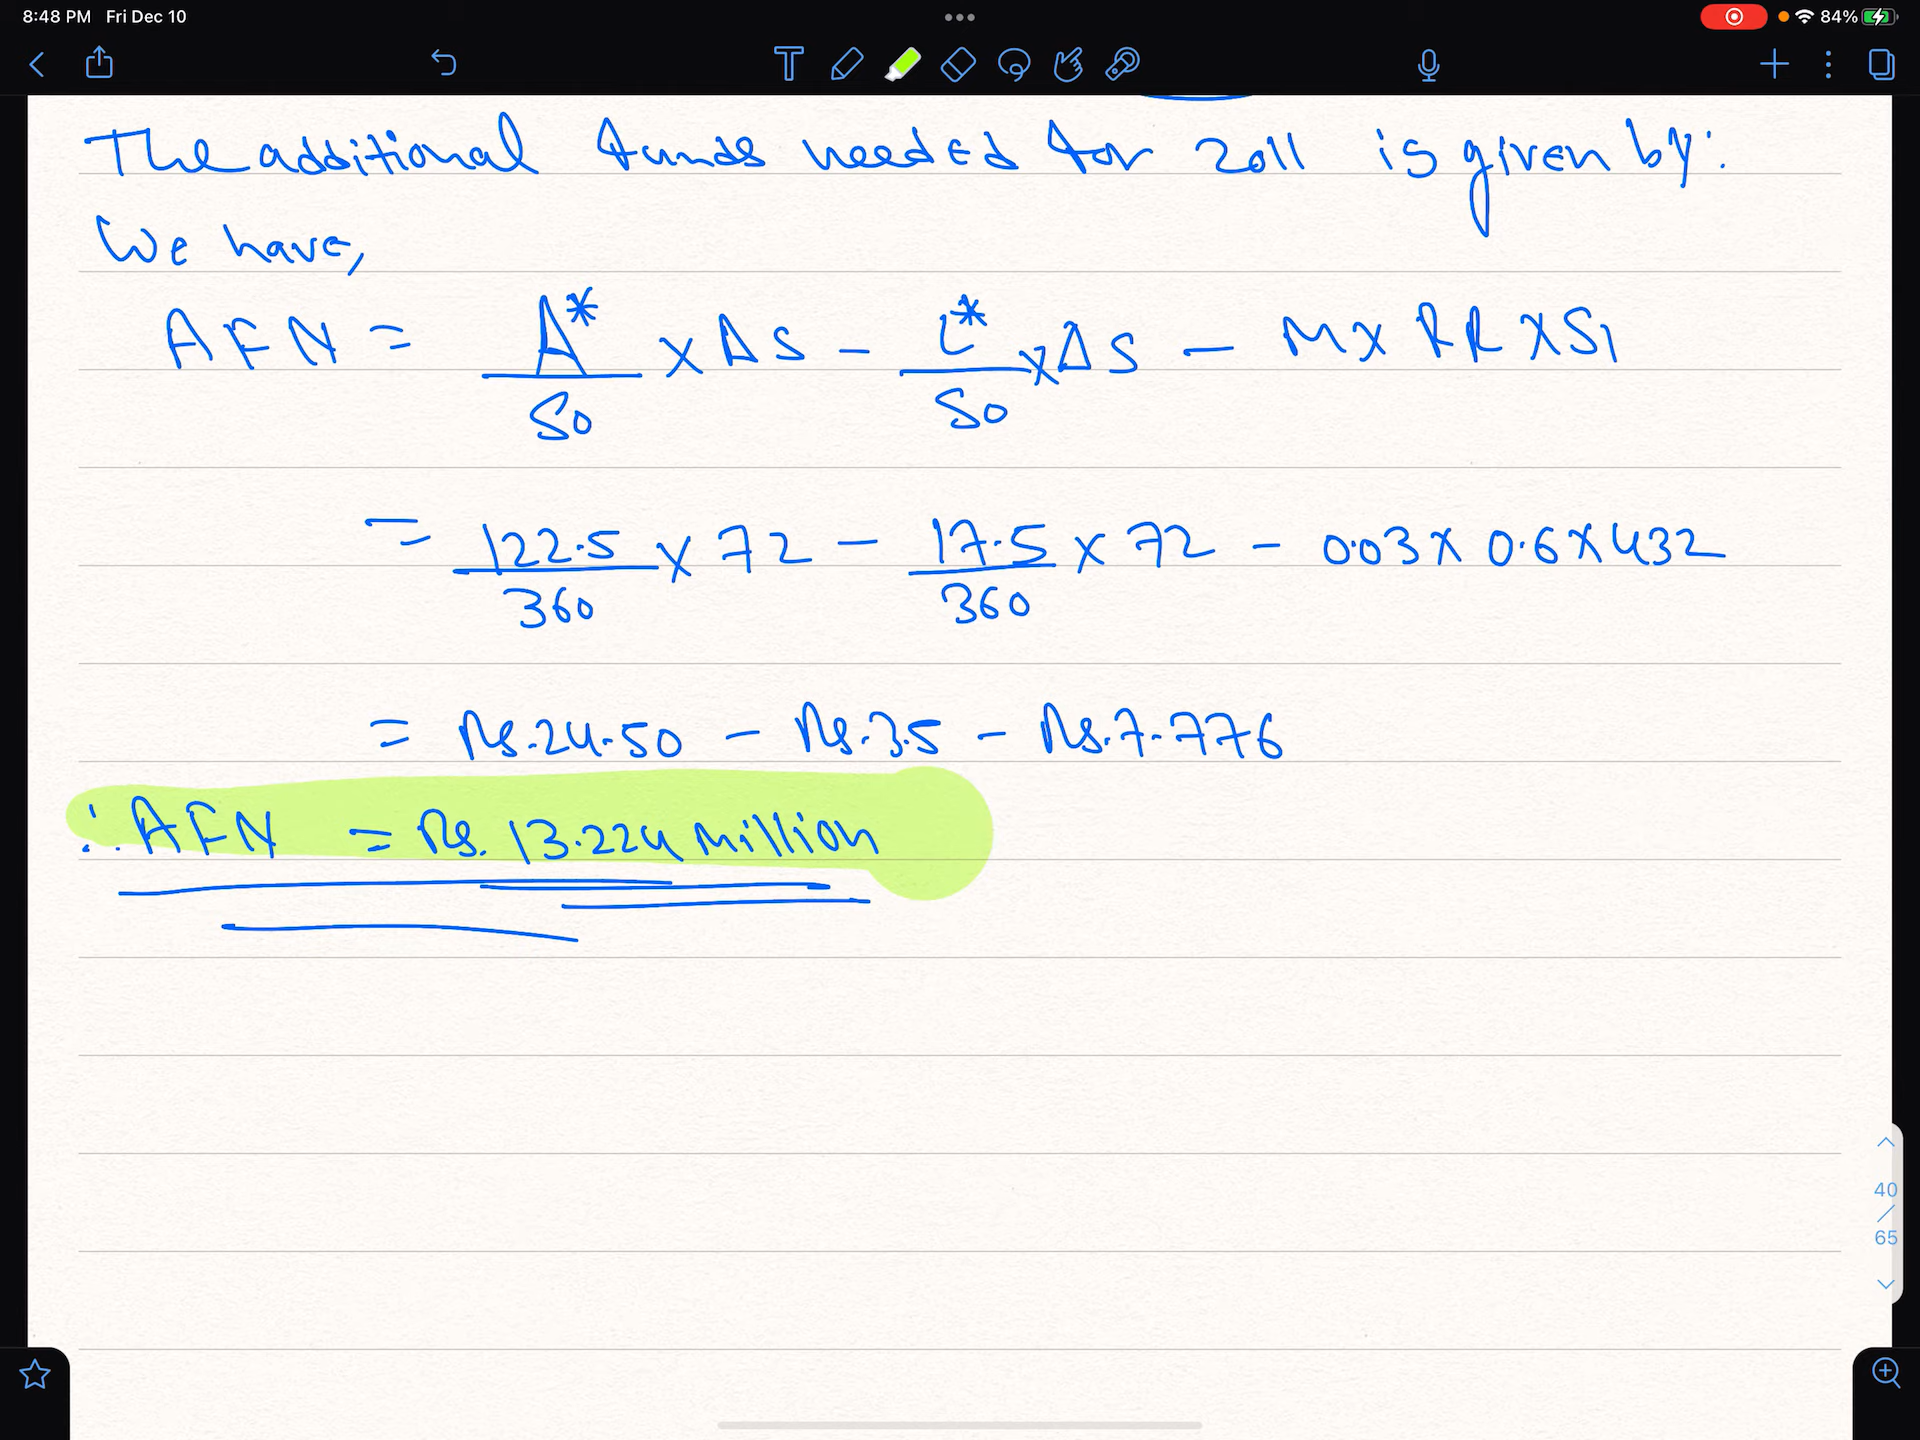 8:48 PM Fri Dec 10
84%
The additional funds needed for 2011 is given by:
We have,
AFN = A*/S0 × ΔS - L*/S0 × ΔS - M × RR × S1
= 122.5/360 × 72 - 17.5/360 × 72 - 0.03 × 0.6 × 432
= Rs.24.50 - Rs.3.5 - Rs.7.776
∴ AFN = Rs. 13.224 Million
40
/
65